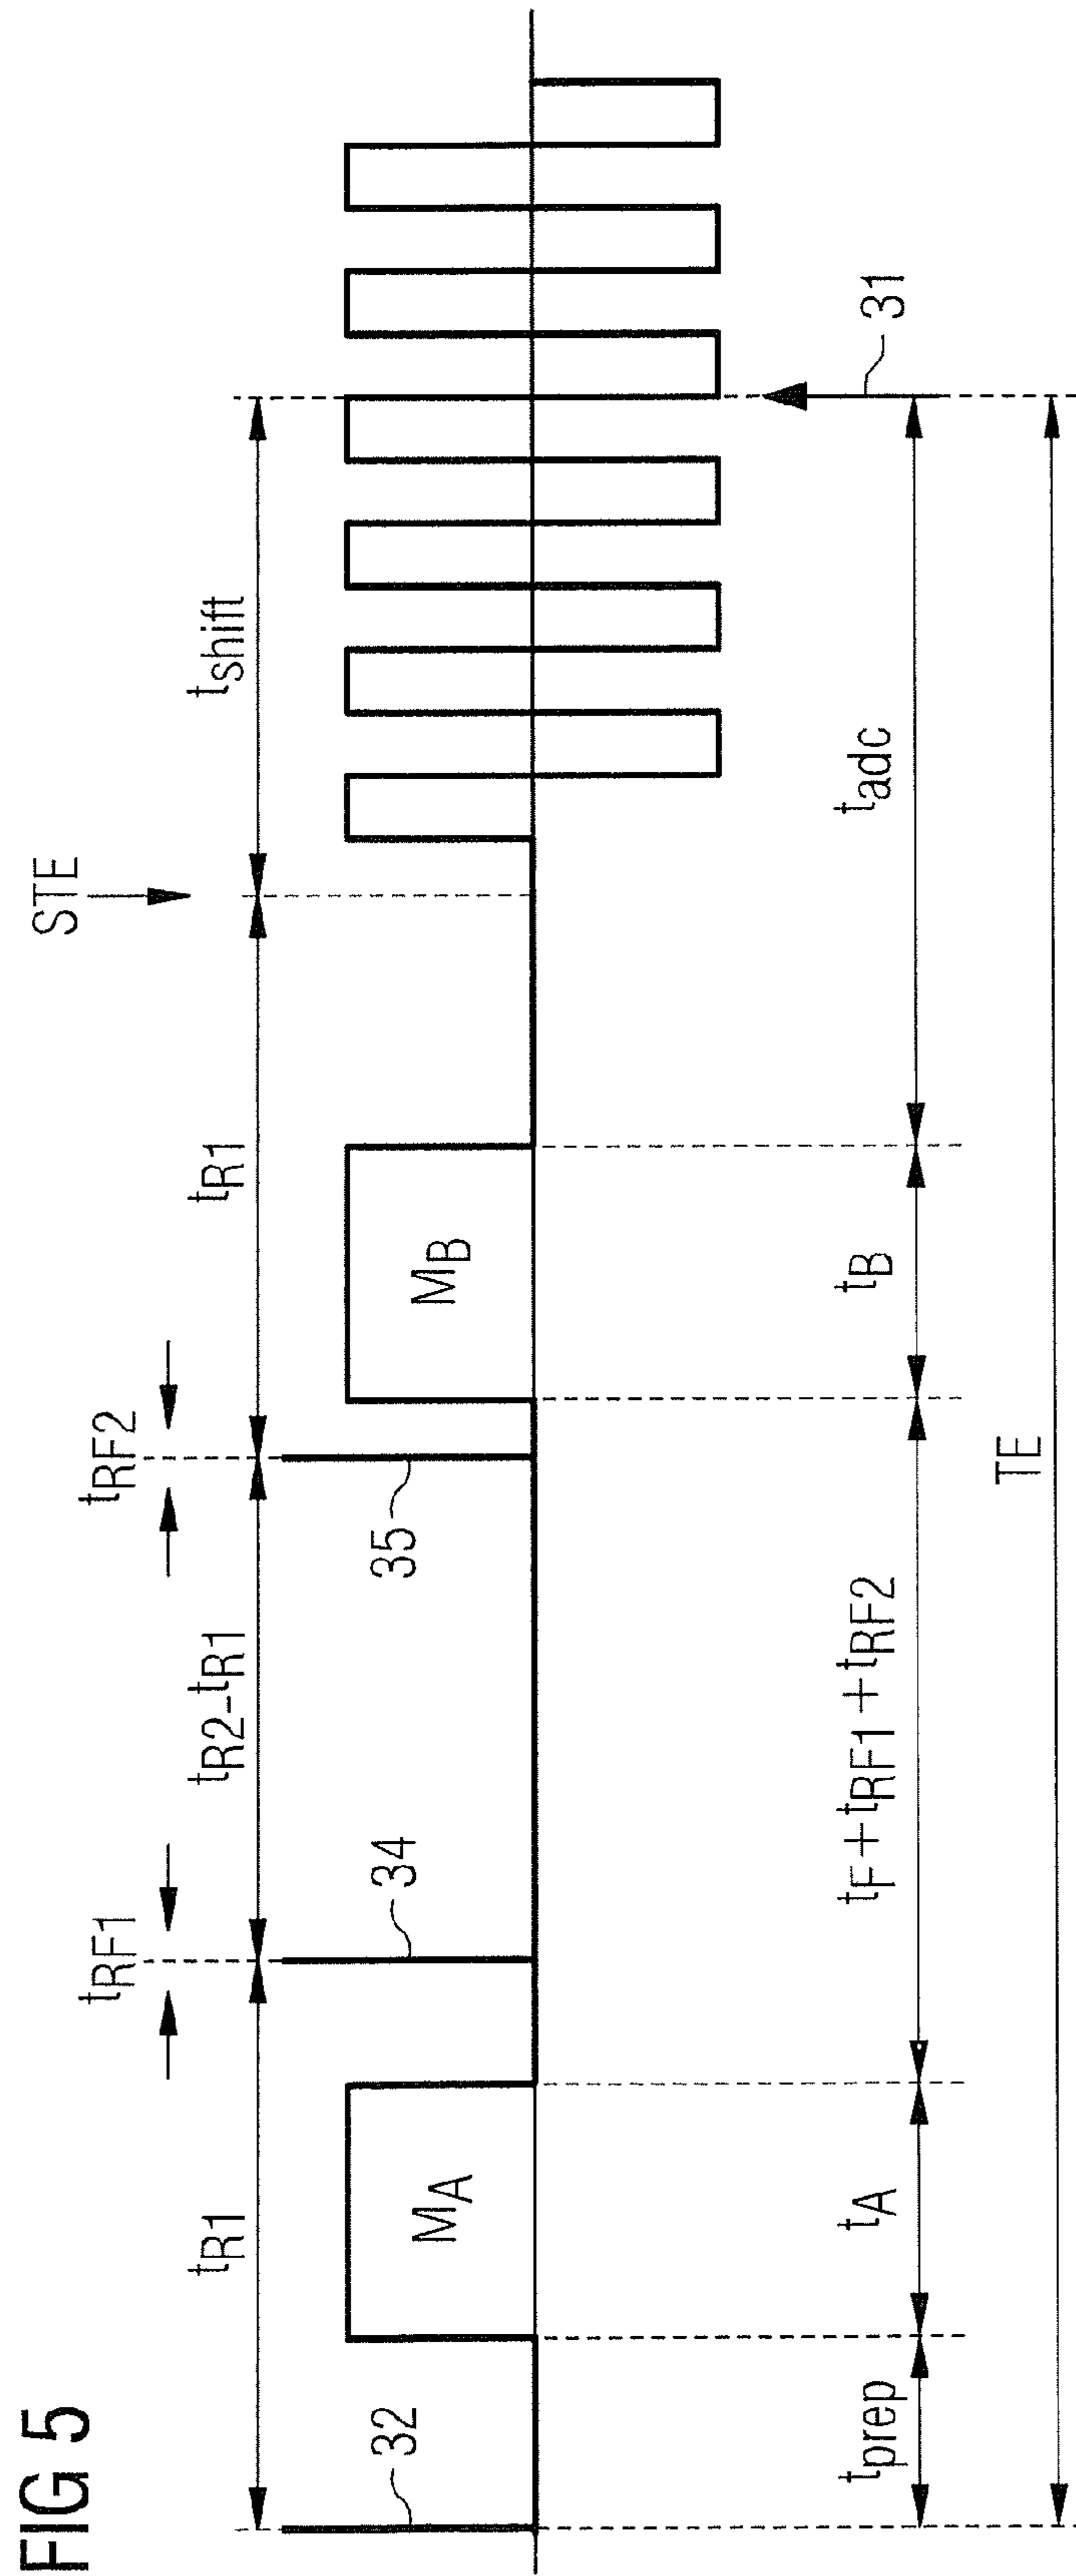 FIG 5
t_RF1 t_RF2 STE
t_R1 t_R2-t_R1 t_R1 t_shift
32 34 35
M_A M_B
31
t_prep t_A t_F+t_RF1+t_RF2 t_B t_adc
TE